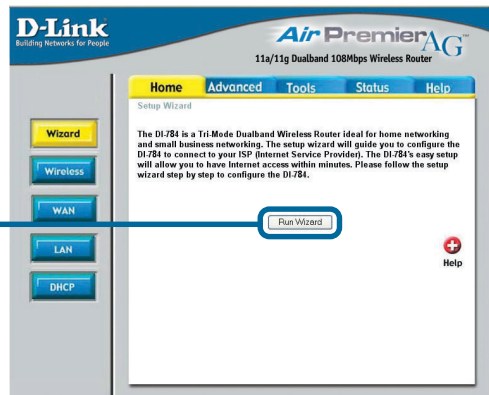 D-Link
Building Networks for People
Air PremierAG™
11a/11g Dualband 108Mbps Wireless Router
Home Advanced Tools Status Help
Setup Wizard
Wizard
Wireless
WAN
LAN
DHCP
The DI-784 is a Tri-Mode Dualband Wireless Router ideal for home networking
and small business networking. The setup wizard will guide you to configure the
DI-784 to connect to your ISP (Internet Service Provider). The DI-784's easy setup
will allow you to have Internet access within minutes. Please follow the setup
wizard step by step to configure the DI-784.
Run Wizard
Help